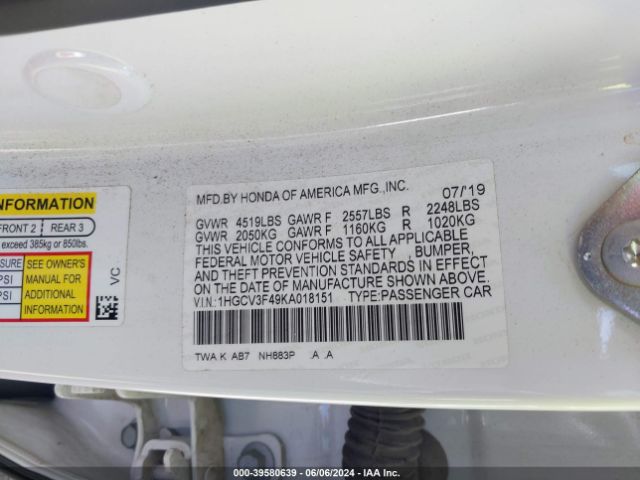 INFORMATION
FRONT 2 REAR 3
exceed 385kg or 850lbs.
SURE SEE OWNER'S
PSI MANUAL FOR
PSI ADDITIONAL
INFORMATION
VC
MFD.BY HONDA OF AMERICA MFG.,INC. 07/19
GVWR 4519LBS GAWR F 2557LBS R 2248LBS
GVWR 2050KG GAWR F 1160KG R 1020KG
THIS VEHICLE CONFORMS TO ALL APPLICABLE
FEDERAL MOTOR VEHICLE SAFETY , BUMPER,
AND THEFT PREVENTION STANDARDS IN EFFECT
ON THE DATE OF MANUFACTURE SHOWN ABOVE.
V.I.N.: 1HGCV3F49KA018151 TYPE:PASSENGER CAR
TWA K AB7 NH883P .A .A
000-39580639 - 06/06/2024 - IAA Inc.